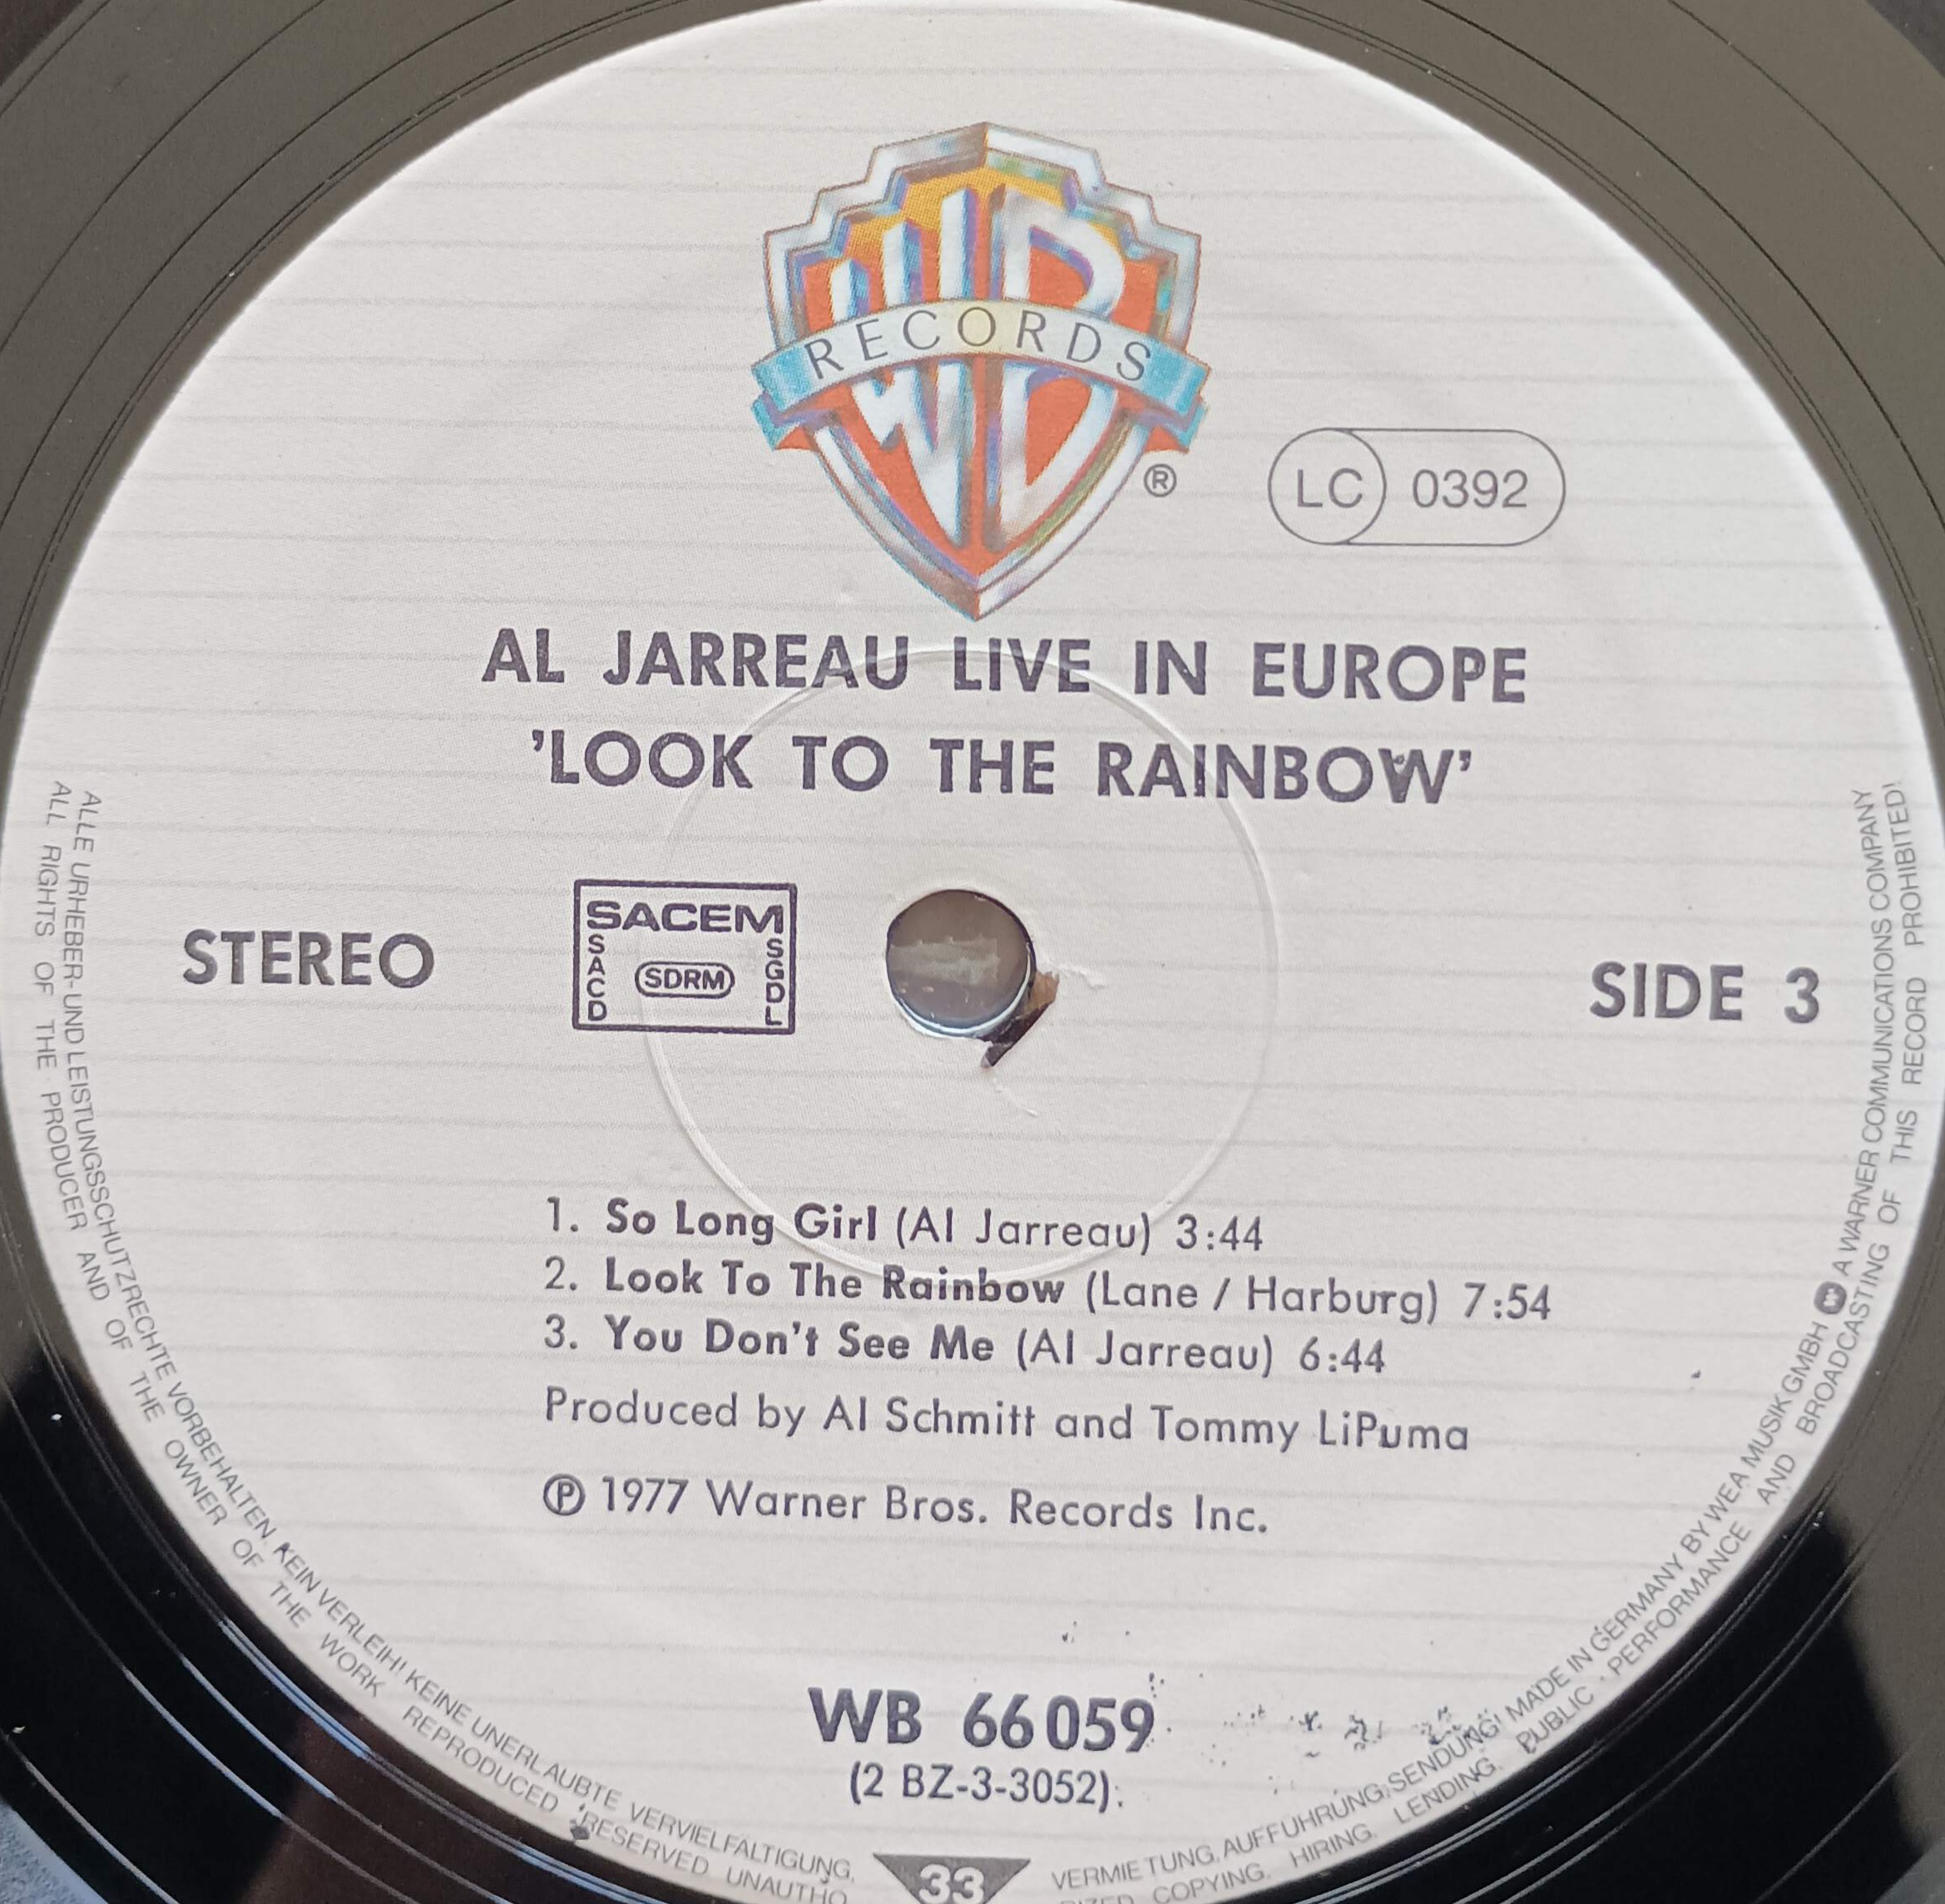 WB
RECORDS
®
LC 0392
AL JARREAU LIVE IN EUROPE
'LOOK TO THE RAINBOW'
STEREO
SACEM
SACD
SDRM
SGDL
SIDE 3
1. So Long Girl (Al Jarreau) 3:44
2. Look To The Rainbow (Lane / Harburg) 7:54
3. You Don't See Me (Al Jarreau) 6:44
Produced by Al Schmitt and Tommy LiPuma
℗ 1977 Warner Bros. Records Inc.
WB 66 059
(2 BZ-3-3052)
33
ALLE URHEBER- UND LEISTUNGSSCHUTZRECHTE VORBEHALTEN. KEIN VERLEIH! KEINE UNERLAUBTE VERVIELFALTIGUNG, VERMIETUNG, AUFFÜHRUNG, SENDUNG! MADE IN GERMANY BY WEA MUSIK GMBH A WARNER COMMUNICATIONS COMPANY
ALL RIGHTS OF THE PRODUCER AND OF THE OWNER OF THE WORK REPRODUCED RESERVED. UNAUTHO COPYING. HIRING. LENDING. PUBLIC PERFORMANCE AND BROADCASTING OF THIS RECORD PROHIBITED!